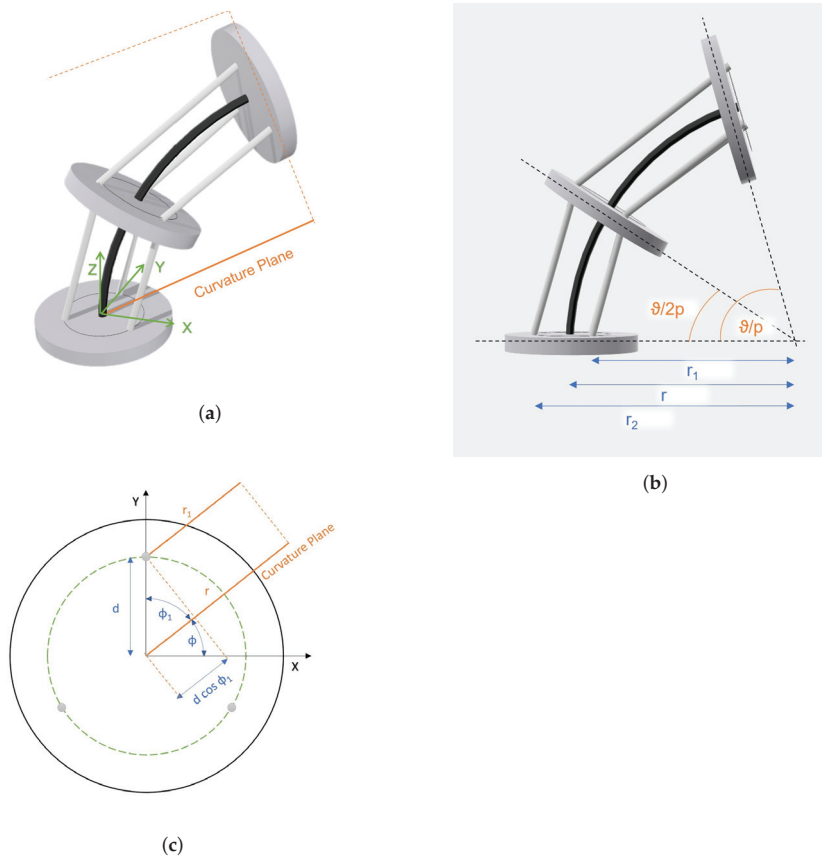 Z
Y
X
Curvature Plane
(a)
ϑ/2p
ϑ/p
r₁
r
r₂
(b)
Y
r₁
Curvature Plane
r
d
ϕ₁
ϕ
X
d cos ϕ₁
(c)